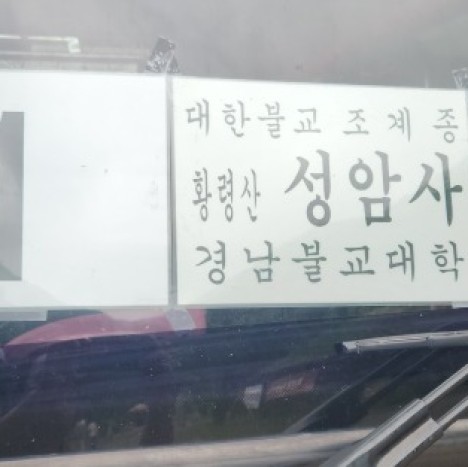 대한불교 조계종
황령산 성암사
경남불교대학